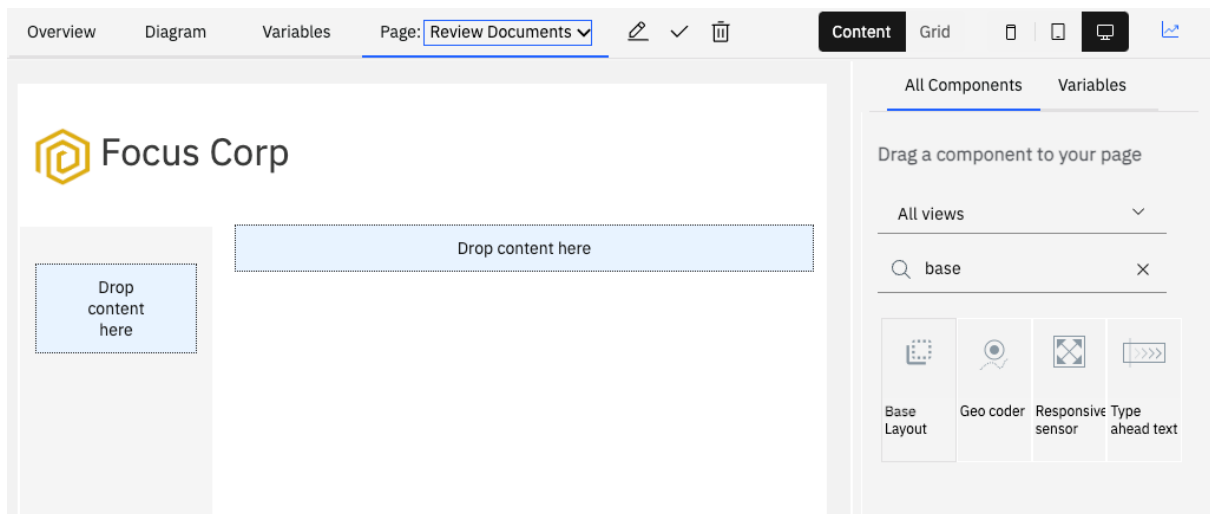 Overview Diagram Variables Page: Review Documents Content Grid
All Components Variables
Focus Corp
Drag a component to your page
All views
Drop content here
base
Drop
content
here
Base
Layout
Geo coder
Responsive
sensor
Type
ahead text